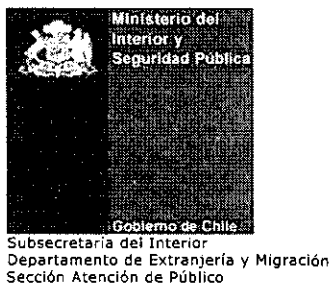 Ministerio del
Interior y
Seguridad Pública
Gobierno de Chile
Subsecretaría del Interior
Departamento de Extranjería y Migración
Sección Atención de Público